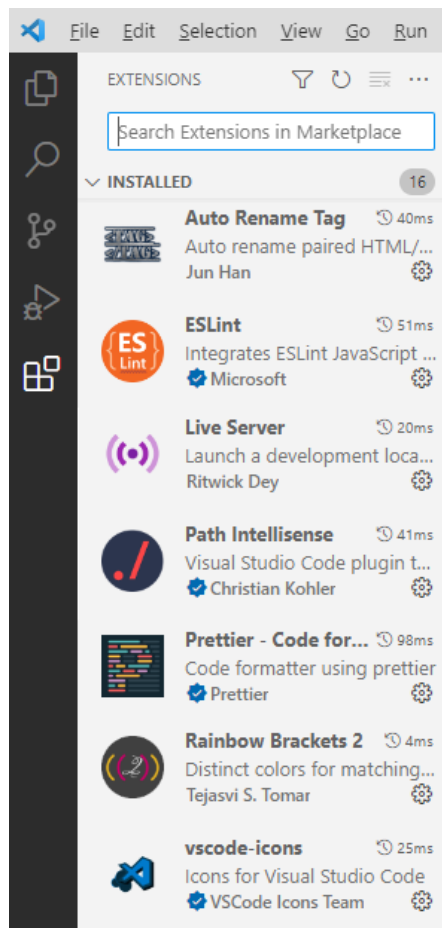 File Edit Selection View Go Run
EXTENSIONS
Search Extensions in Marketplace
INSTALLED 16
Auto Rename Tag 40ms
Auto rename paired HTML/...
Jun Han
ES Lint
ESLint 51ms
Integrates ESLint JavaScript ...
Microsoft
Live Server 20ms
Launch a development loca...
Ritwick Dey
./
Path Intellisense 41ms
Visual Studio Code plugin t...
Christian Kohler
Prettier - Code for... 98ms
Code formatter using prettier
Prettier
Rainbow Brackets 2 4ms
Distinct colors for matching...
Tejasvi S. Tomar
((2))
vscode-icons 25ms
Icons for Visual Studio Code
VSCode Icons Team